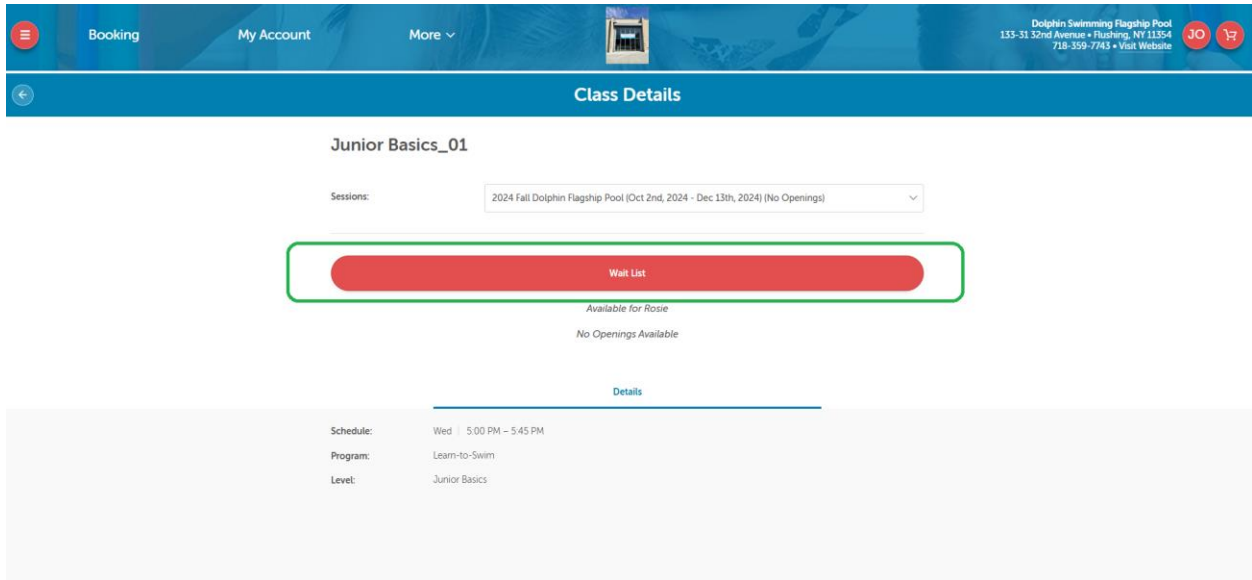 Booking
My Account
More
Dolphin Swimming Flagship Pool
133-31 32nd Avenue • Flushing, NY 11354
718-359-7743 • Visit Website
JO
Class Details
Junior Basics_01
Sessions:
2024 Fall Dolphin Flagship Pool (Oct 2nd, 2024 - Dec 13th, 2024) (No Openings)
Wait List
Available for Rosie
No Openings Available
Details
Schedule: Wed | 5:00 PM – 5:45 PM
Program: Learn-to-Swim
Level: Junior Basics